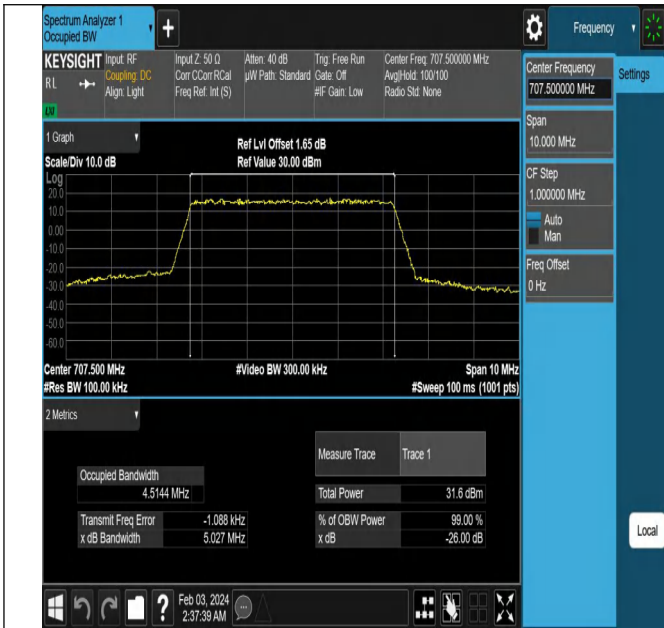 Spectrum Analyzer 1
Occupied BW
Frequency
KEYSIGHT
RL
LXI
Input: RF
Coupling: DC
Align: Light
Input Z: 50 Ω
Corr CCorr RCal
Freq Ref: Int (S)
Atten: 40 dB
µW Path: Standard
Trig: Free Run
Gate: Off
#IF Gain: Low
Center Freq: 707.500000 MHz
Avg|Hold: 100/100
Radio Std: None
Center Frequency
707.500000 MHz
Settings
Span
10.000 MHz
CF Step
1.000000 MHz
Auto
Man
Freq Offset
0 Hz
Local
1 Graph
Scale/Div 10.0 dB
Ref Lvl Offset 1.65 dB
Ref Value 30.00 dBm
Log
20.0
10.0
0.00
-10.0
-20.0
-30.0
-40.0
-50.0
-60.0
Center 707.500 MHz
#Video BW 300.00 kHz
Span 10 MHz
#Res BW 100.00 kHz
#Sweep 100 ms (1001 pts)
2 Metrics
Measure Trace
Trace 1
Occupied Bandwidth
4.5144 MHz
Total Power
31.6 dBm
Transmit Freq Error
-1.088 kHz
% of OBW Power
99.00 %
x dB Bandwidth
5.027 MHz
x dB
-26.00 dB
?
Feb 03, 2024
2:37:39 AM